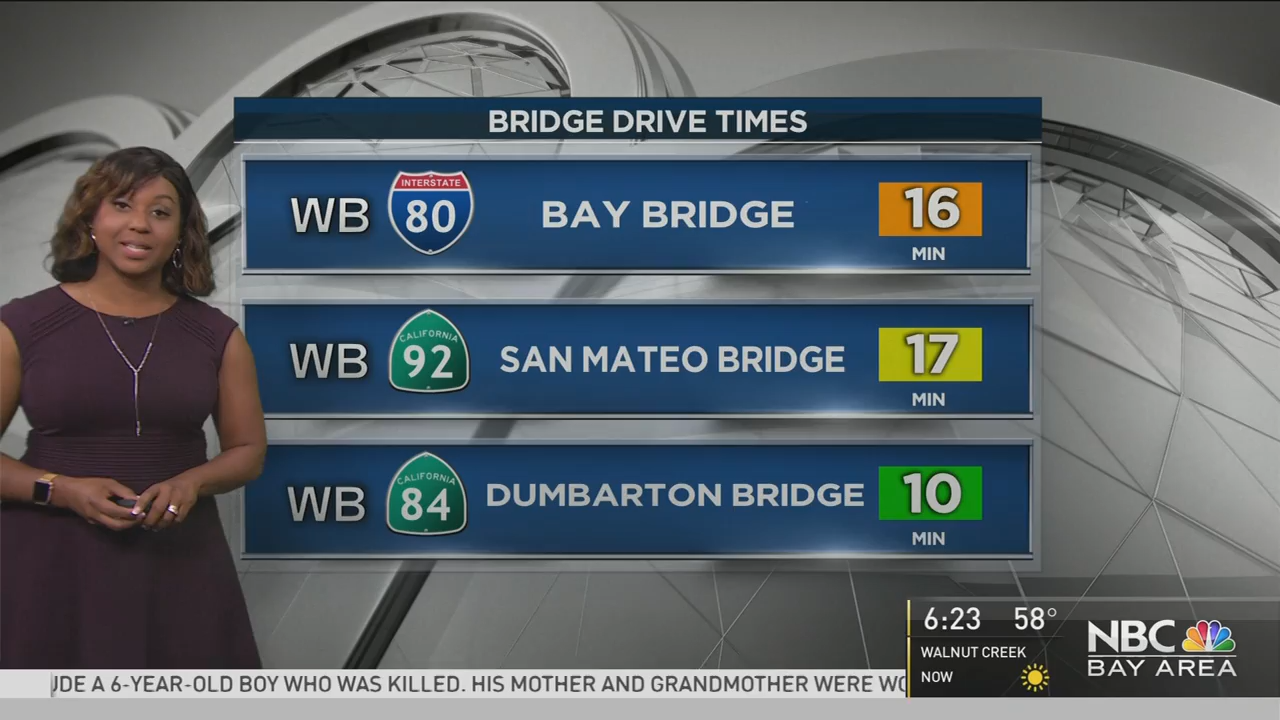 BRIDGE DRIVE TIMES
WB INTERSTATE 80 BAY BRIDGE 16 MIN
WB CALIFORNIA 92 SAN MATEO BRIDGE 17 MIN
WB CALIFORNIA 84 DUMBARTON BRIDGE 10 MIN
6:23 58°
WALNUT CREEK
NOW
NBC
BAY AREA
A 6-YEAR-OLD BOY WHO WAS KILLED. HIS MOTHER AND GRANDMOTHER WERE